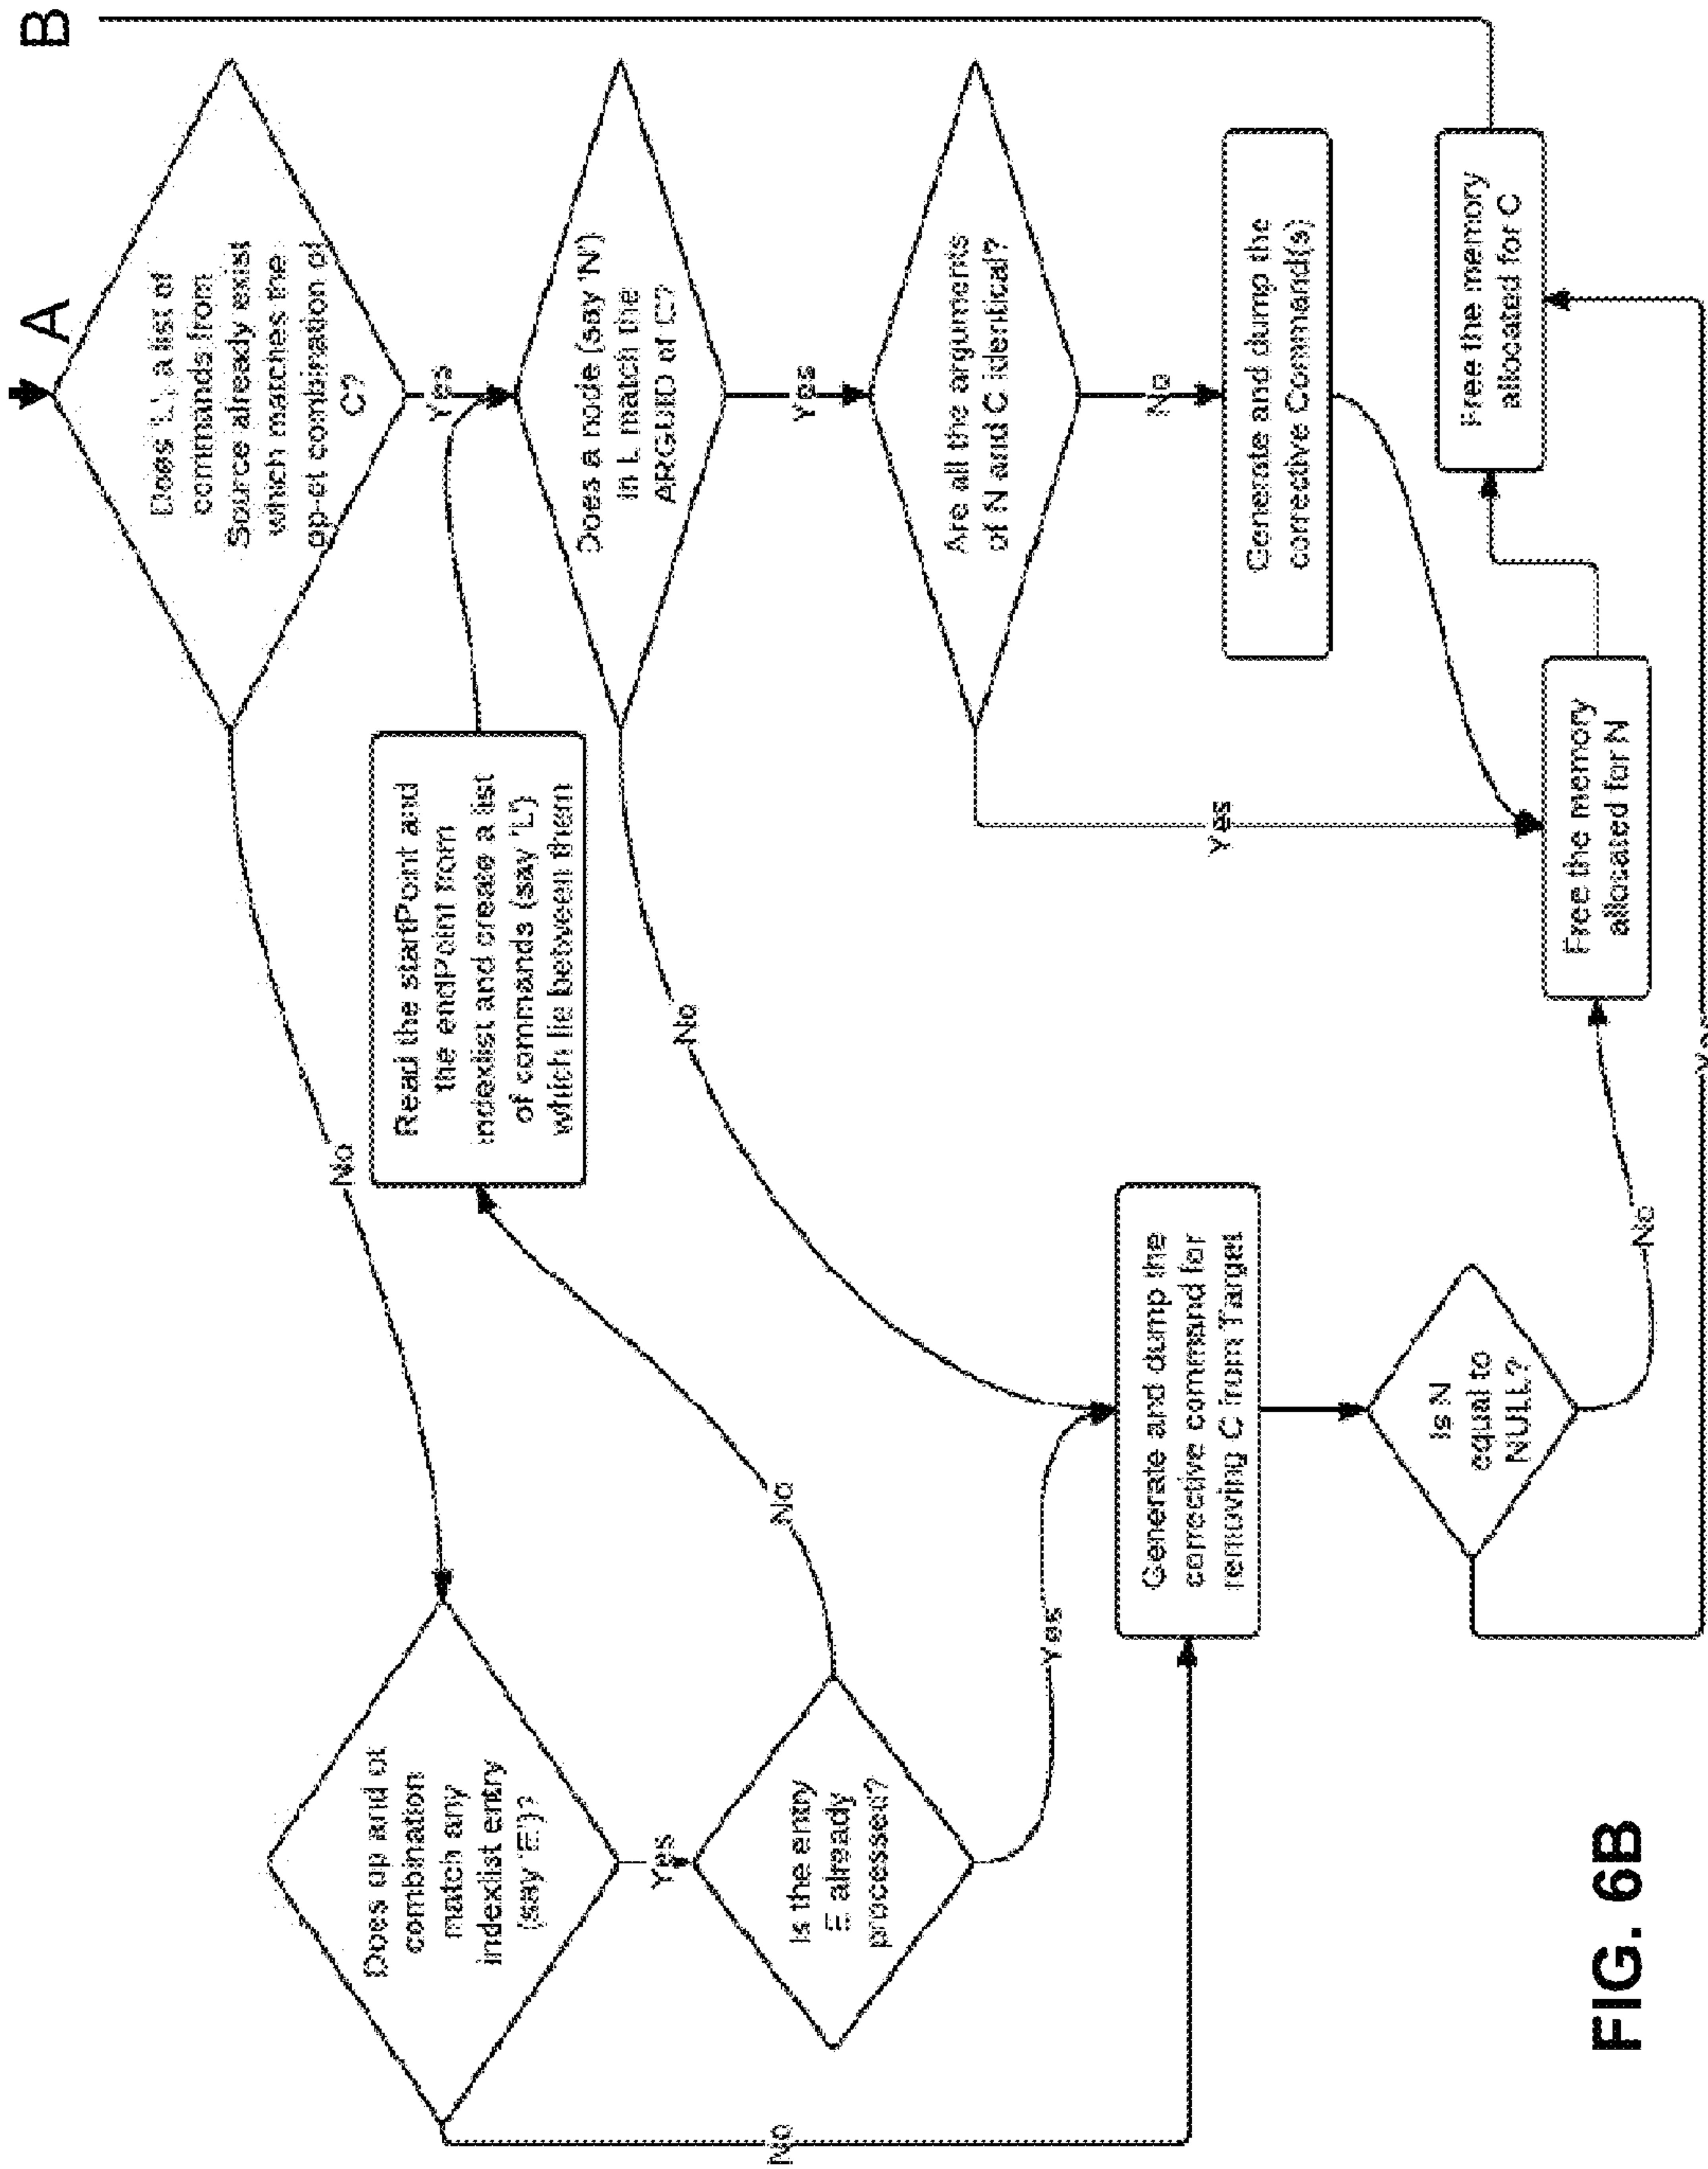 A
B
Does 'L', a list of
commands from
Source already exist
which matches the
op-ot combination of
C?
Yes
No
Does op and ot
combination
match any
indexlist entry
(say 'E')?
Yes
No
Read the startPoint and
the endPoint from
indexlist and create a list
of commands (say 'L')
which lie between them
Is the entry
E already
processed?
No
Yes
Does a node (say 'N')
in L match the
ARGUID of C?
Yes
No
Are all the arguments
of N and C identical?
No
Yes
Generate and dump the
corrective command for
removing C from Target
Generate and dump the
corrective Command(s)
Is N
equal to
NULL?
No
Yes
Free the memory
allocated for N
Free the memory
allocated for C
FIG. 6B